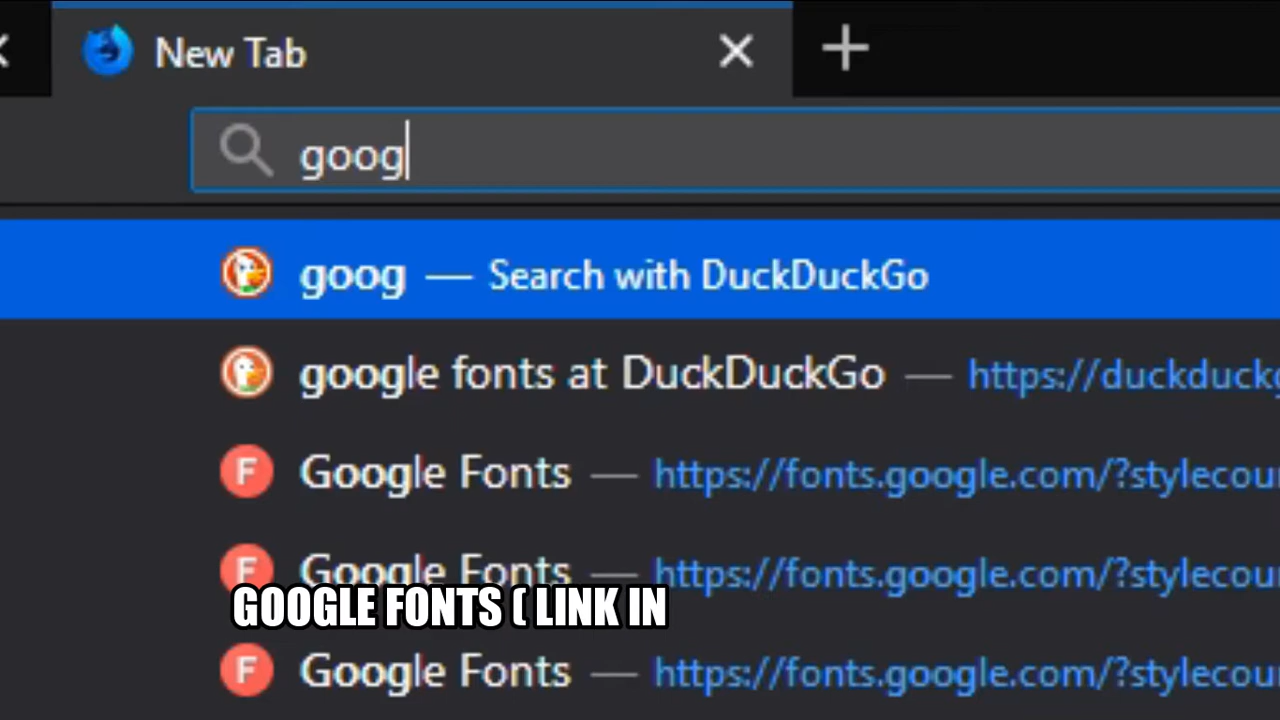 New Tab
goog
goog — Search with DuckDuckGo
google fonts at DuckDuckGo — https://duckduckg
F Google Fonts — https://fonts.google.com/?stylecou
F Google Fonts — https://fonts.google.com/?stylecou
GOOGLE FONTS ( LINK IN
F Google Fonts — https://fonts.google.com/?stylecou